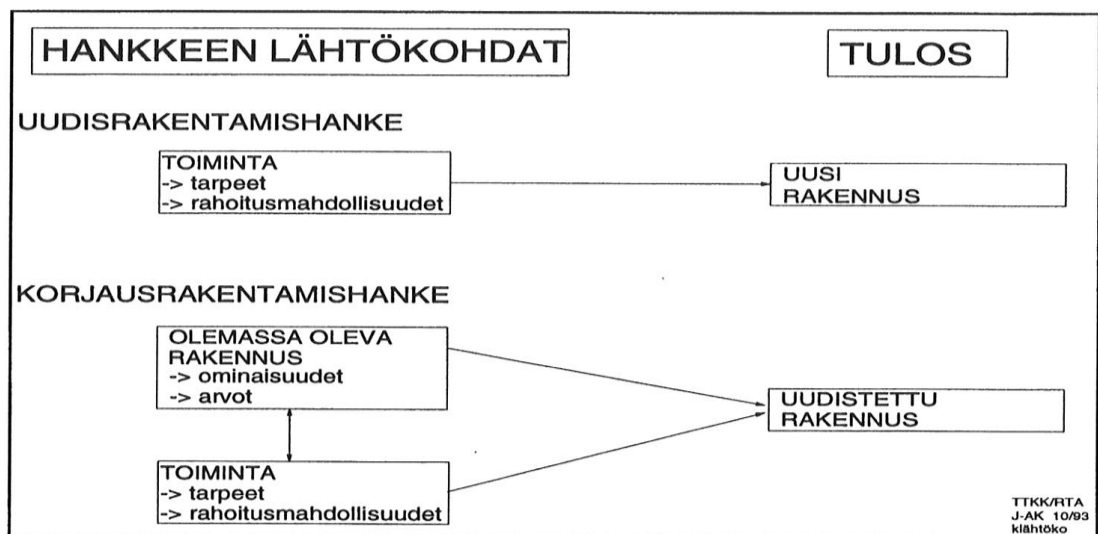 HANKKEEN LÄHTÖKOHDAT
TULOS
UUDISRAKENTAMISHANKE
TOIMINTA
-> tarpeet
-> rahoitusmahdollisuudet
UUSI
RAKENNUS
KORJAUSRAKENTAMISHANKE
OLEMASSA OLEVA
RAKENNUS
-> ominaisuudet
-> arvot
UUDISTETTU
RAKENNUS
TOIMINTA
-> tarpeet
-> rahoitusmahdollisuudet
TTKK/RTA
J-AK 10/93
klähtöko